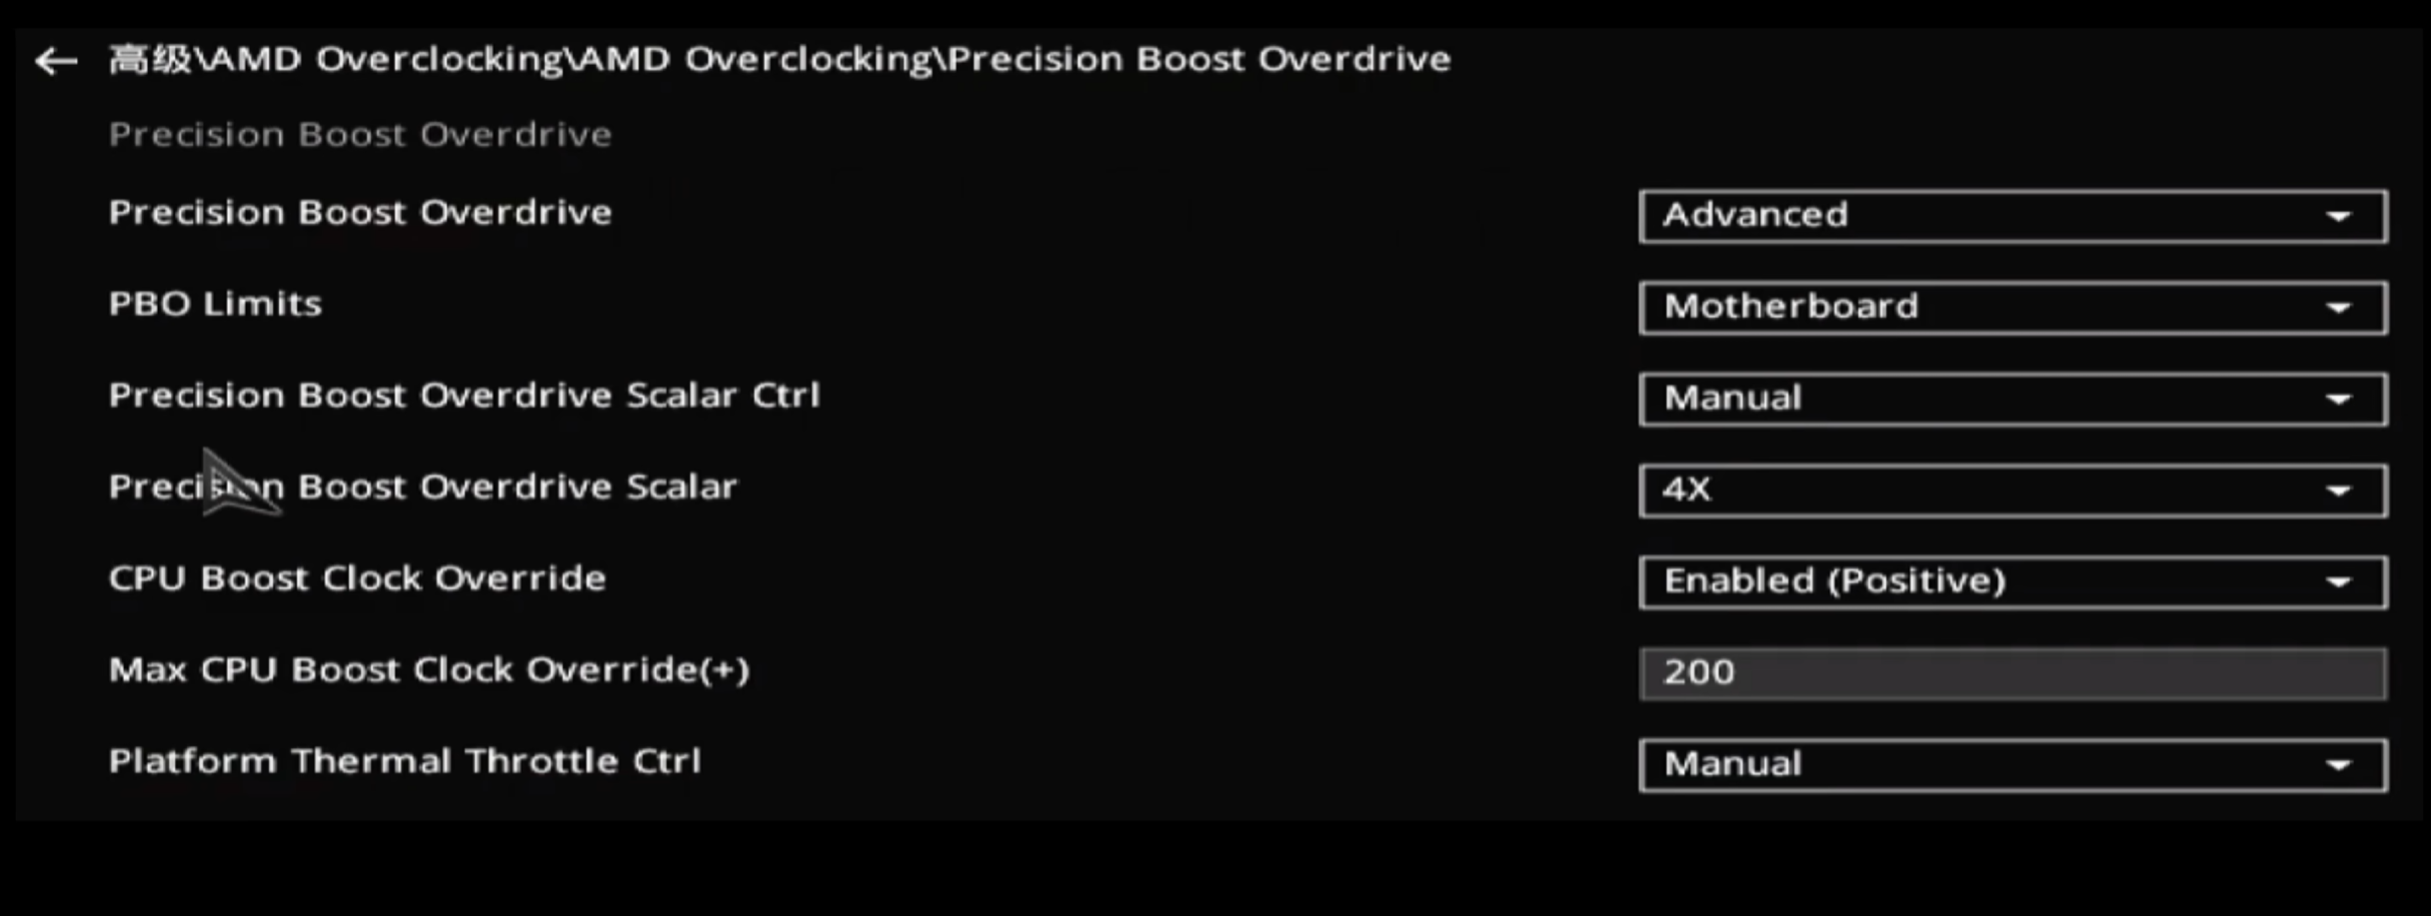 高级\AMD Overclocking\AMD Overclocking\Precision Boost Overdrive
Precision Boost Overdrive
Precision Boost Overdrive Advanced
PBO Limits Motherboard
Precision Boost Overdrive Scalar Ctrl Manual
Precision Boost Overdrive Scalar 4X
CPU Boost Clock Override Enabled (Positive)
Max CPU Boost Clock Override(+) 200
Platform Thermal Throttle Ctrl Manual